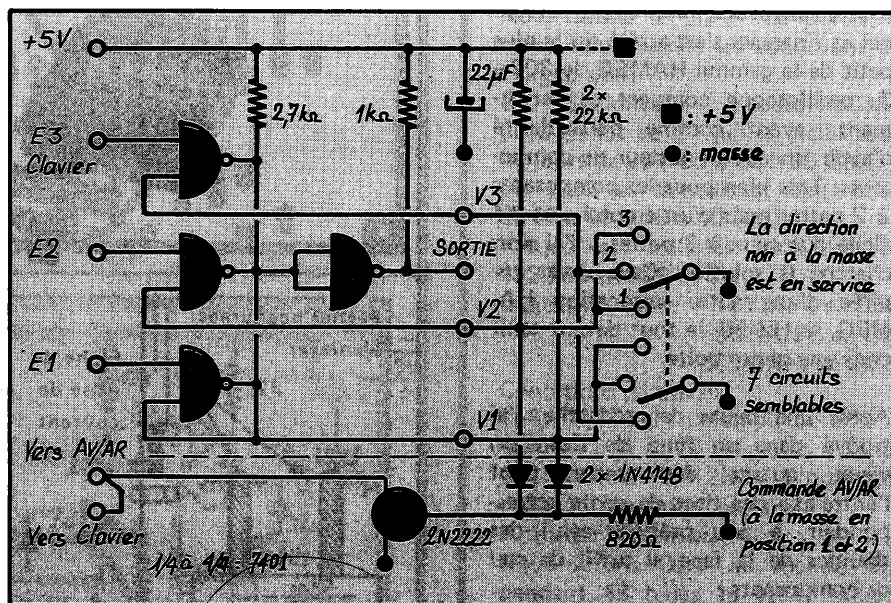 +5V
22µF
2,7kΩ
1kΩ
2×
22kΩ
: +5V
: masse
E3
Clavier
V3
3
2
1
La direction
non à la masse
est en service
E2
SORTIE
V2
E1
7 circuits
semblables
V1
Vers AV/AR
2×1N4148
Vers Clavier
2N2222
820Ω
Commande AV/AR
(à la masse en
position 1 et 2)
1/4 à 4/4 = 7401